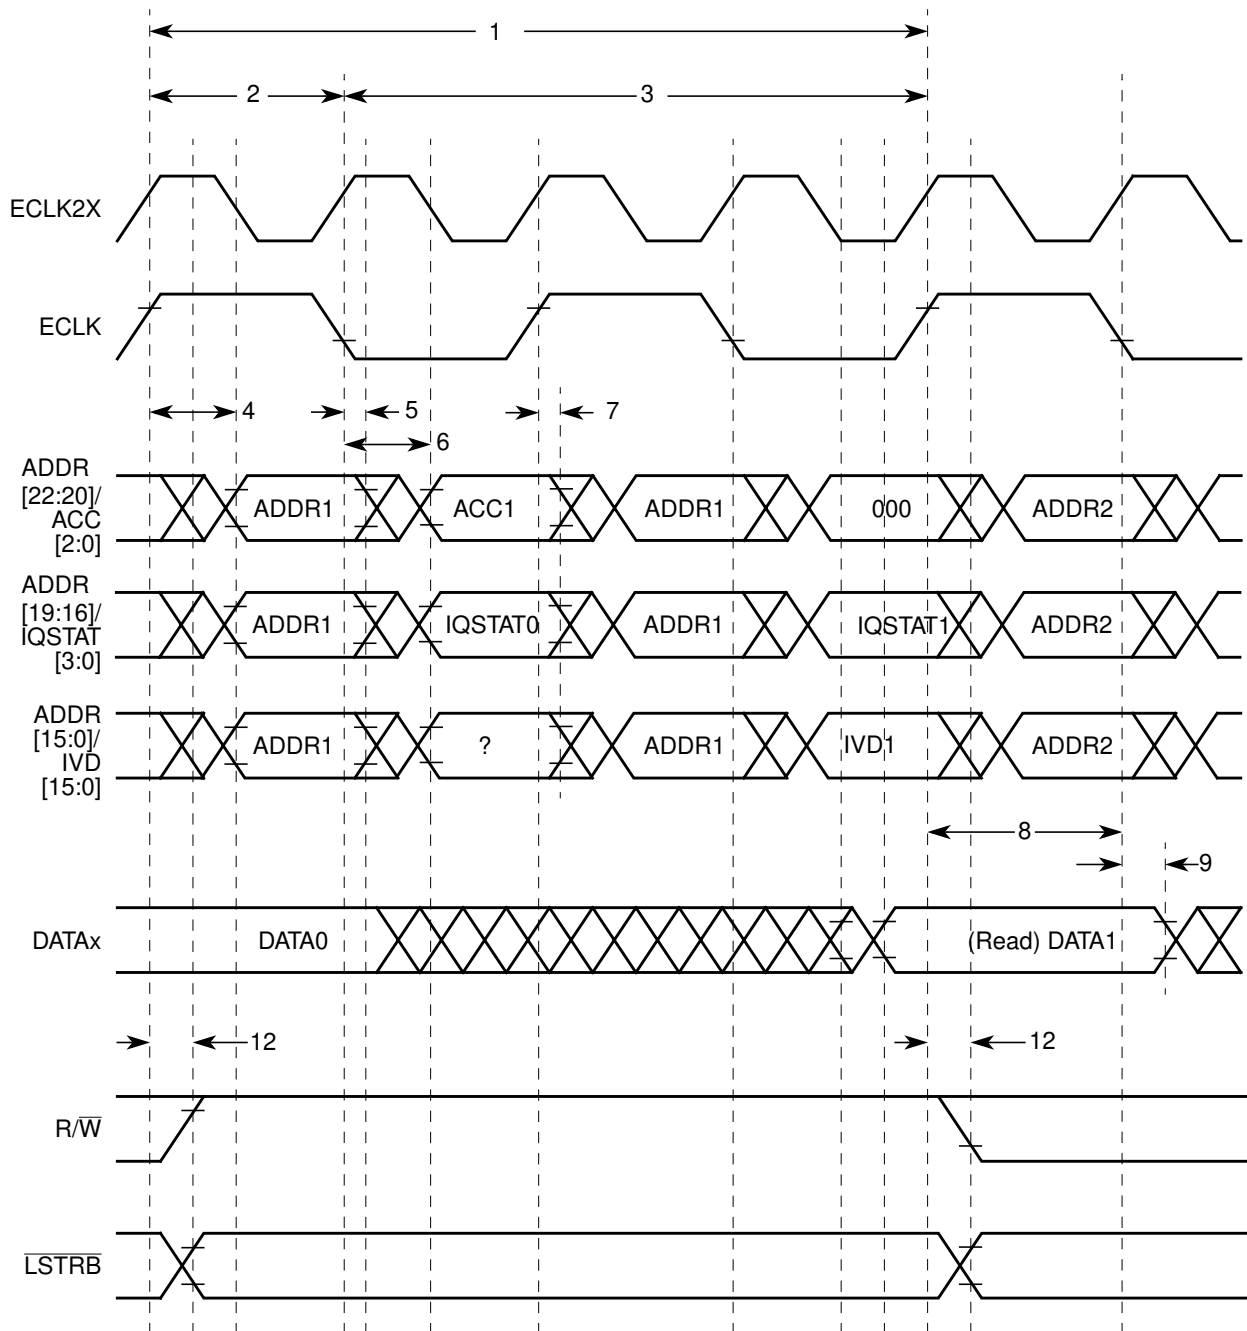 1
2 3
ECLK2X
ECLK
4 5 7
6
ADDR
[22:20]/
ACC
[2:0]
ADDR1 ACC1 ADDR1 000 ADDR2
ADDR
[19:16]/
IQSTAT
[3:0]
ADDR1 IQSTAT0 ADDR1 IQSTAT1 ADDR2
ADDR
[15:0]/
IVD
[15:0]
ADDR1 ? ADDR1 IVD1 ADDR2
8
9
DATAx DATA0 (Read) DATA1
12 12
R/W̅
L̅S̅T̅R̅B̅